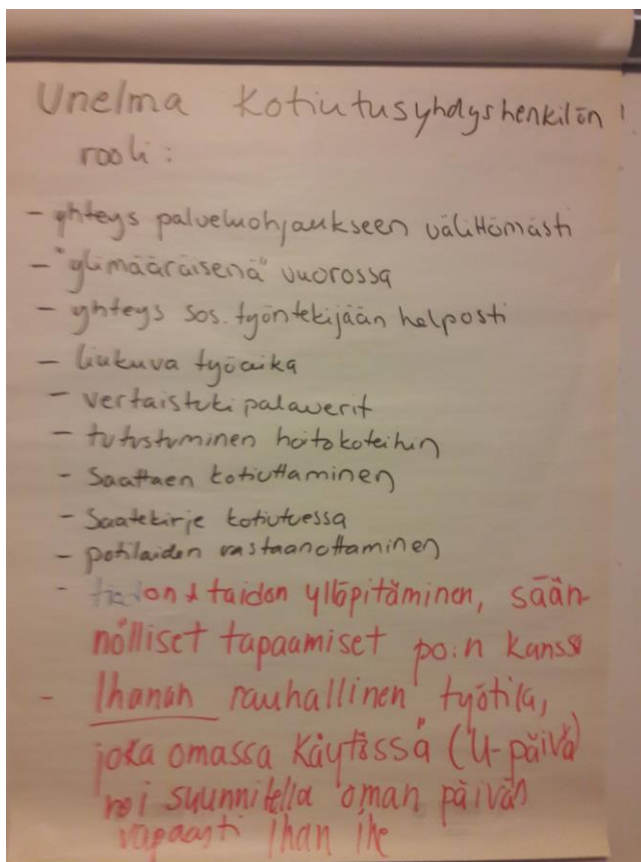 Unelma kotiutusyhdyshenkilön!
rooli:
- yhteys palveluohjaukseen välittömästi
- "ylimääräisenä" vuorossa
- yhteys sos. työntekijään helposti
- liukuva työaika
- vertaistukipalaverit
- tutustuminen hoitokoteihin
- Saattaen kotiuttaminen
- Saatekirje kotiutuessa
- potilaiden vastaanottaminen
- tiedon & taidon ylläpitäminen, sään-
nölliset tapaamiset po:n kanssa
- Ihanan rauhallinen työtila,
joka omassa käytössä (U-päivä
voi suunnitella oman päivän
vapaasti ihan ihe